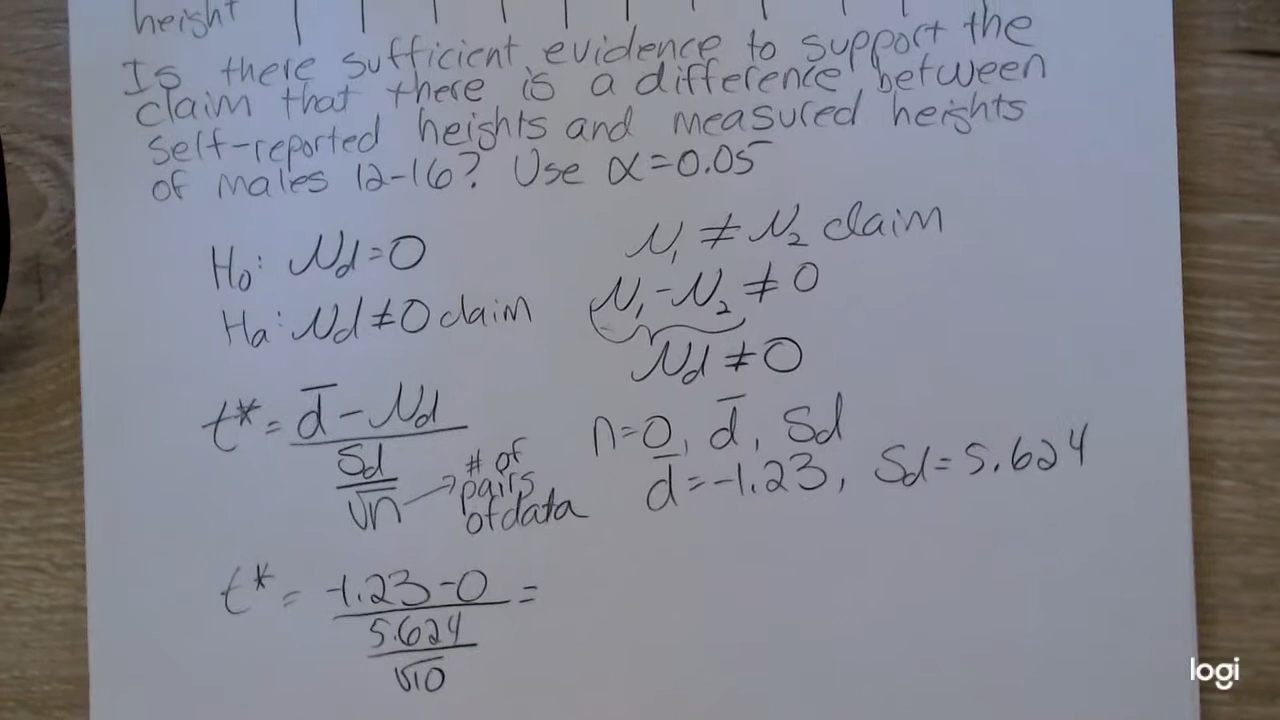 height
Is there sufficient evidence to support the
claim that there is a difference between
self-reported heights and measured heights
of males 12-16? Use α=0.05
H₀: μd=0
Ha: μd≠0 claim
μ₁ ≠ μ₂ claim
μ₁-μ₂ ≠ 0
μd ≠ 0
t* = d̄ - μd / Sd/√n → # of
pairs
of data
n=0, d̄, Sd
d̄ = -1.23, Sd = 5.624
t* = -1.23-0 / 5.624/√10 =
logi